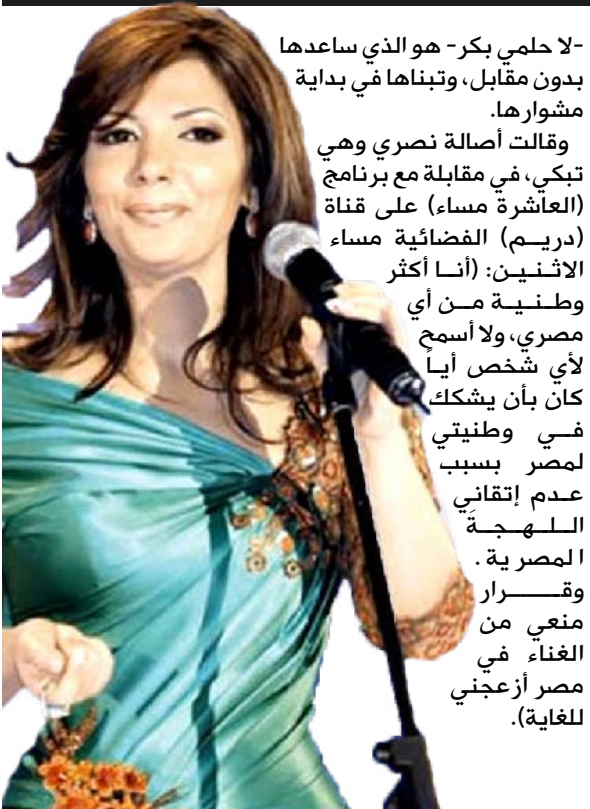 -لا حلمي بكر- هو الذي ساعدها
بدون مقابل، وتبناها في بداية
مشوارها.
وقالت أصالة نصري وهي
تبكي، في مقابلة مع برنامج
(العاشرة مساء) على قناة
(دريم) الفضائية مساء
الاثنين: (أنا أكثر
وطنية من أي
مصري، ولا أسمح
لأي شخص أياً
كان بأن يشكك
في وطنيتي
لمصر بسبب
عدم إتقاني
اللهجةَ
المصرية.
وقرار
منعي من
الغناء في
مصر أزعجني
للغاية).